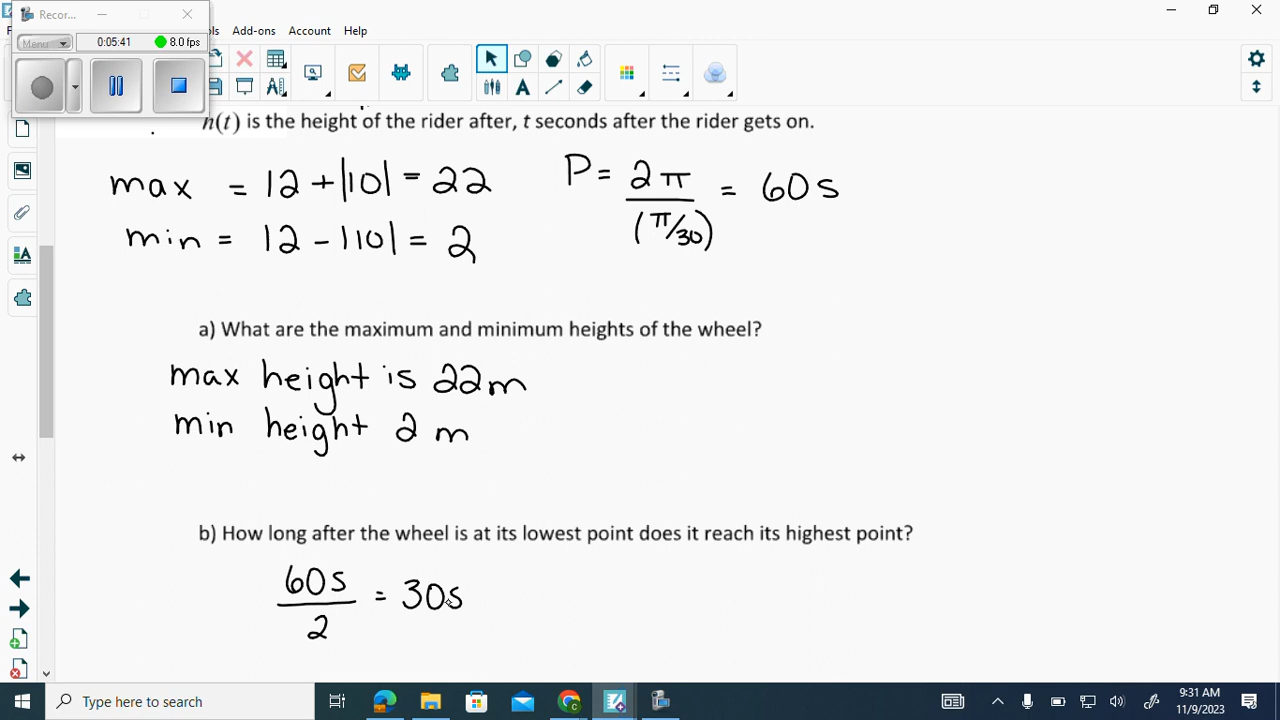 Recor...
Menu 0:05:41 8.0 fps
ls Add-ons Account Help
h(t) is the height of the rider after, t seconds after the rider gets on.
max = 12 + |10| = 22
min = 12 - |10| = 2
P = 2π / (π/30) = 60s
a) What are the maximum and minimum heights of the wheel?
max height is 22m
min height 2 m
b) How long after the wheel is at its lowest point does it reach its highest point?
60s / 2 = 30s
Type here to search
9:31 AM
11/9/2023